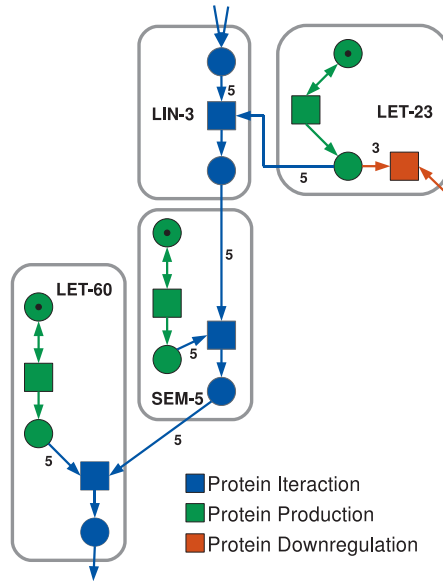 5
LIN-3
LET-23
3
5
5
LET-60
5
SEM-5
5
5
Protein Iteraction
Protein Production
Protein Downregulation